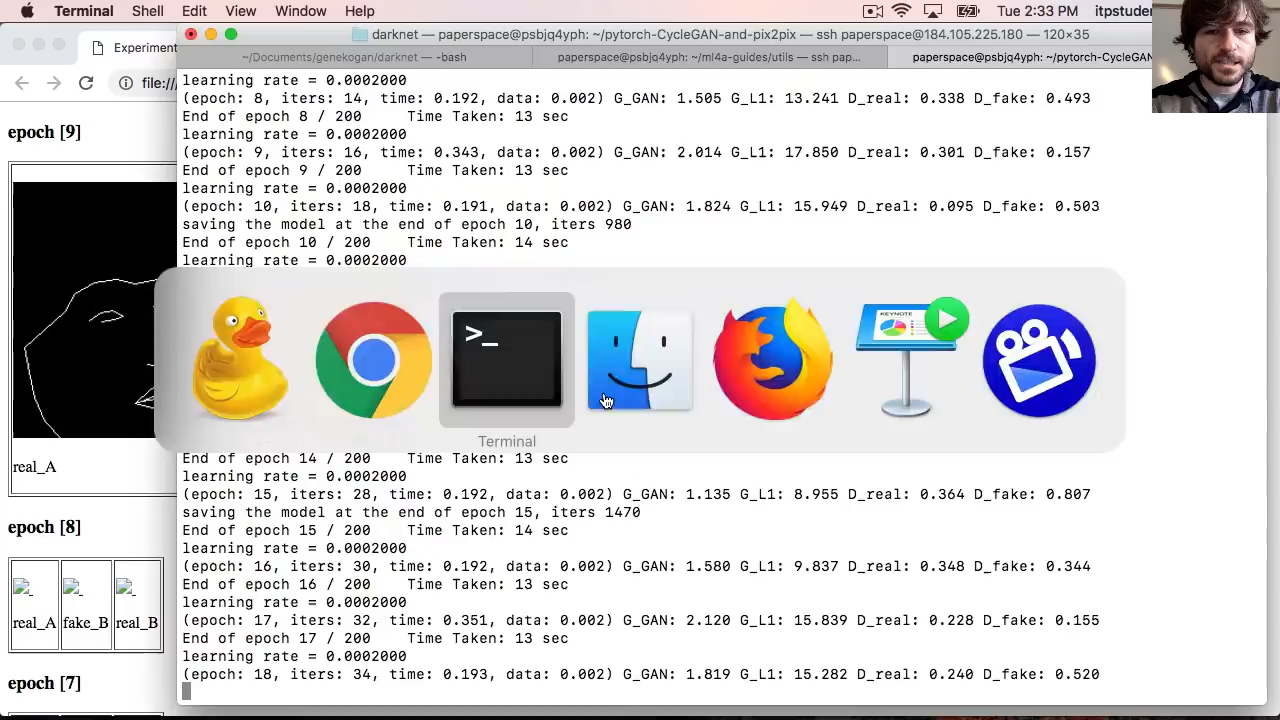 Terminal Shell Edit View Window Help Tue 2:33 PM itpstuder
Experiment
file:///
darknet — paperspace@psbjq4yph: ~/pytorch-CycleGAN-and-pix2pix — ssh paperspace@184.105.225.180 — 120×35
~/Documents/genekogan/darknet — -bash
paperspace@psbjq4yph: ~/ml4a-guides/utils — ssh pap...
paperspace@psbjq4yph: ~/pytorch-CycleGAN
learning rate = 0.0002000
(epoch: 8, iters: 14, time: 0.192, data: 0.002) G_GAN: 1.505 G_L1: 13.241 D_real: 0.338 D_fake: 0.493
End of epoch 8 / 200 Time Taken: 13 sec
learning rate = 0.0002000
(epoch: 9, iters: 16, time: 0.343, data: 0.002) G_GAN: 2.014 G_L1: 17.850 D_real: 0.301 D_fake: 0.157
End of epoch 9 / 200 Time Taken: 13 sec
learning rate = 0.0002000
(epoch: 10, iters: 18, time: 0.191, data: 0.002) G_GAN: 1.824 G_L1: 15.949 D_real: 0.095 D_fake: 0.503
saving the model at the end of epoch 10, iters 980
End of epoch 10 / 200 Time Taken: 14 sec
learning rate = 0.0002000
>_
KEYNOTE
Terminal
End of epoch 14 / 200 Time Taken: 13 sec
learning rate = 0.0002000
(epoch: 15, iters: 28, time: 0.192, data: 0.002) G_GAN: 1.135 G_L1: 8.955 D_real: 0.364 D_fake: 0.807
saving the model at the end of epoch 15, iters 1470
End of epoch 15 / 200 Time Taken: 14 sec
learning rate = 0.0002000
(epoch: 16, iters: 30, time: 0.192, data: 0.002) G_GAN: 1.580 G_L1: 9.837 D_real: 0.348 D_fake: 0.344
End of epoch 16 / 200 Time Taken: 13 sec
learning rate = 0.0002000
(epoch: 17, iters: 32, time: 0.351, data: 0.002) G_GAN: 2.120 G_L1: 15.839 D_real: 0.228 D_fake: 0.155
End of epoch 17 / 200 Time Taken: 13 sec
learning rate = 0.0002000
(epoch: 18, iters: 34, time: 0.193, data: 0.002) G_GAN: 1.819 G_L1: 15.282 D_real: 0.240 D_fake: 0.520
epoch [9]
real_A
epoch [8]
real_A fake_B real_B
epoch [7]